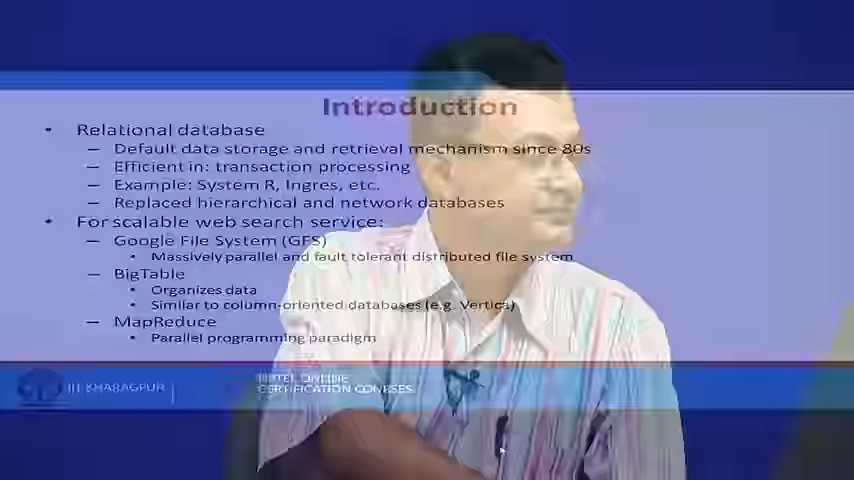 Introduction
• Relational database
– Default data storage and retrieval mechanism since 80s
– Efficient in: transaction processing
– Example: System R, Ingres, etc.
– Replaced hierarchical and network databases
• For scalable web search service:
– Google File System (GFS)
• Massively parallel and fault tolerant distributed file system
– BigTable
• Organizes data
• Similar to column-oriented databases (e.g. Vertica)
– MapReduce
• Parallel programming paradigm
IIT KHARAGPUR
NPTEL ONLINE
CERTIFICATION COURSES